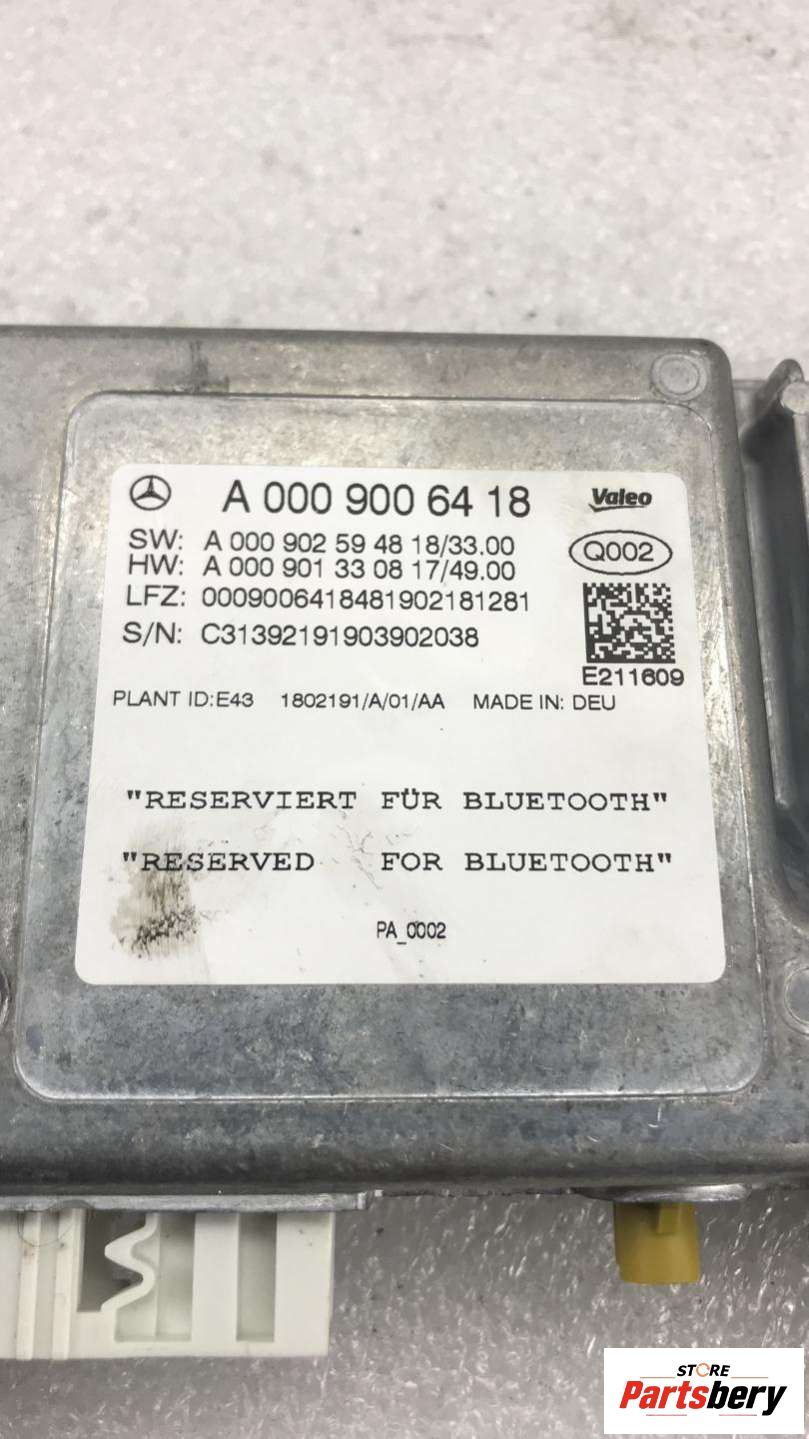 A 000 900 64 18
Valeo
SW: A 000 902 59 48 18/33.00
HW: A 000 901 33 08 17/49.00
Q002
LFZ: 0009006418481902181281
S/N: C31392191903902038
E211609
PLANT ID:E43 1802191/A/01/AA MADE IN: DEU
"RESERVIERT FÜR BLUETOOTH"
"RESERVED FOR BLUETOOTH"
PA_0002
STORE
Partsbery